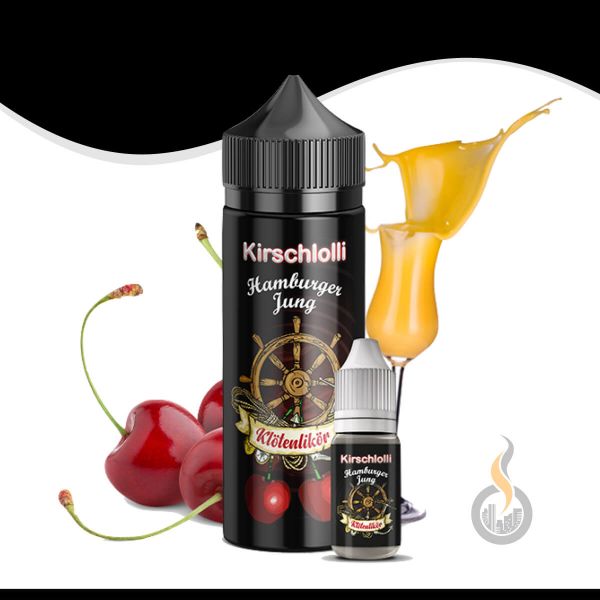 Kirschlolli
Hamburger
Jung
Klötenlikör
Kirschlolli
Hamburger
Jung
Klötenlikör